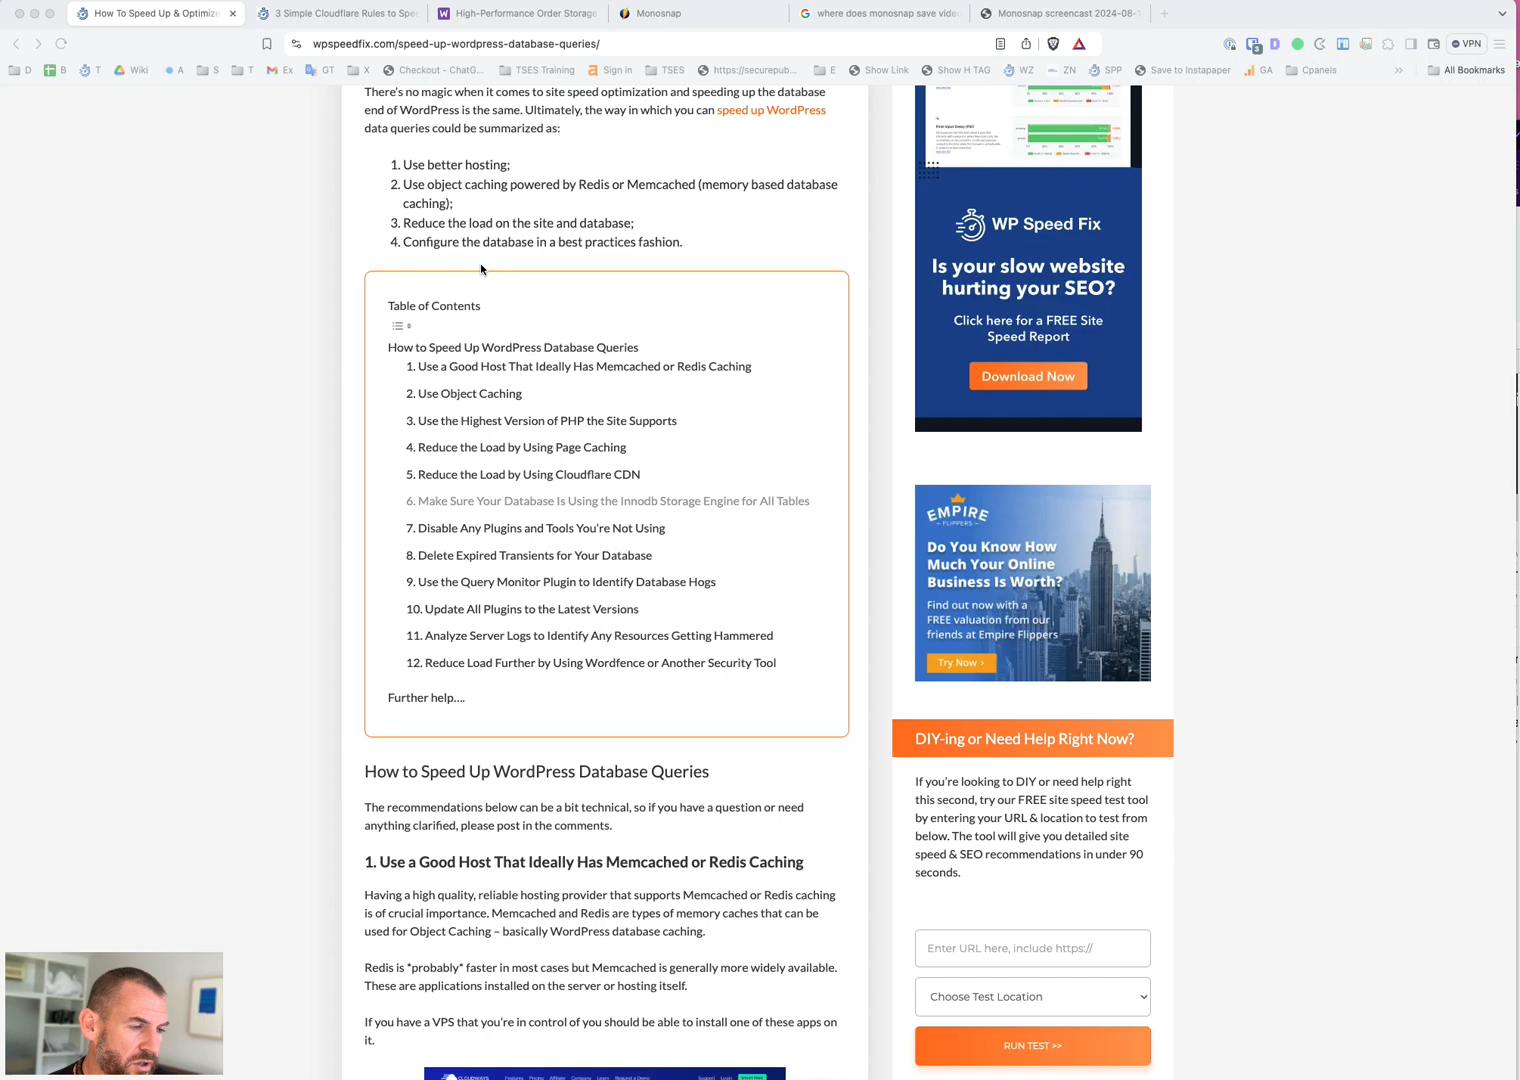 How To Speed Up & Optimize
3 Simple Cloudflare Rules to Spee
High-Performance Order Storage
Monosnap
where does monosnap save video
Monosnap screencast 2024-08-1
wpspeedfix.com/speed-up-wordpress-database-queries/
VPN
D
B
T
Wiki
A
S
T
Ex
GT
X
Checkout - ChatG...
TSES Training
Sign in
TSES
https://securepub...
E
Show Link
Show H TAG
WZ
ZN
SPP
Save to Instapaper
GA
Cpanels
»
All Bookmarks
There's no magic when it comes to site speed optimization and speeding up the database
end of WordPress is the same. Ultimately, the way in which you can speed up WordPress
data queries could be summarized as:
1. Use better hosting;
2. Use object caching powered by Redis or Memcached (memory based database
caching);
3. Reduce the load on the site and database;
4. Configure the database in a best practices fashion.
Table of Contents
How to Speed Up WordPress Database Queries
1. Use a Good Host That Ideally Has Memcached or Redis Caching
2. Use Object Caching
3. Use the Highest Version of PHP the Site Supports
4. Reduce the Load by Using Page Caching
5. Reduce the Load by Using Cloudflare CDN
6. Make Sure Your Database Is Using the Innodb Storage Engine for All Tables
7. Disable Any Plugins and Tools You're Not Using
8. Delete Expired Transients for Your Database
9. Use the Query Monitor Plugin to Identify Database Hogs
10. Update All Plugins to the Latest Versions
11. Analyze Server Logs to Identify Any Resources Getting Hammered
12. Reduce Load Further by Using Wordfence or Another Security Tool
Further help....
How to Speed Up WordPress Database Queries
The recommendations below can be a bit technical, so if you have a question or need
anything clarified, please post in the comments.
1. Use a Good Host That Ideally Has Memcached or Redis Caching
Having a high quality, reliable hosting provider that supports Memcached or Redis caching
is of crucial importance. Memcached and Redis are types of memory caches that can be
used for Object Caching – basically WordPress database caching.
Redis is *probably* faster in most cases but Memcached is generally more widely available.
These are applications installed on the server or hosting itself.
If you have a VPS that you're in control of you should be able to install one of these apps on
it.
CLOUDWAYS
Features
Pricing
Affiliate
Company
Learn
Request a Demo
Support
Login
First Input Delay (FID)
WP Speed Fix
Is your slow website
hurting your SEO?
Click here for a FREE Site
Speed Report
Download Now
EMPIRE
FLIPPERS
Do You Know How
Much Your Online
Business Is Worth?
Find out now with a
FREE valuation from our
friends at Empire Flippers
Try Now ›
DIY-ing or Need Help Right Now?
If you're looking to DIY or need help right
this second, try our FREE site speed test tool
by entering your URL & location to test from
below. The tool will give you detailed site
speed & SEO recommendations in under 90
seconds.
Enter URL here, include https://
Choose Test Location
RUN TEST >>